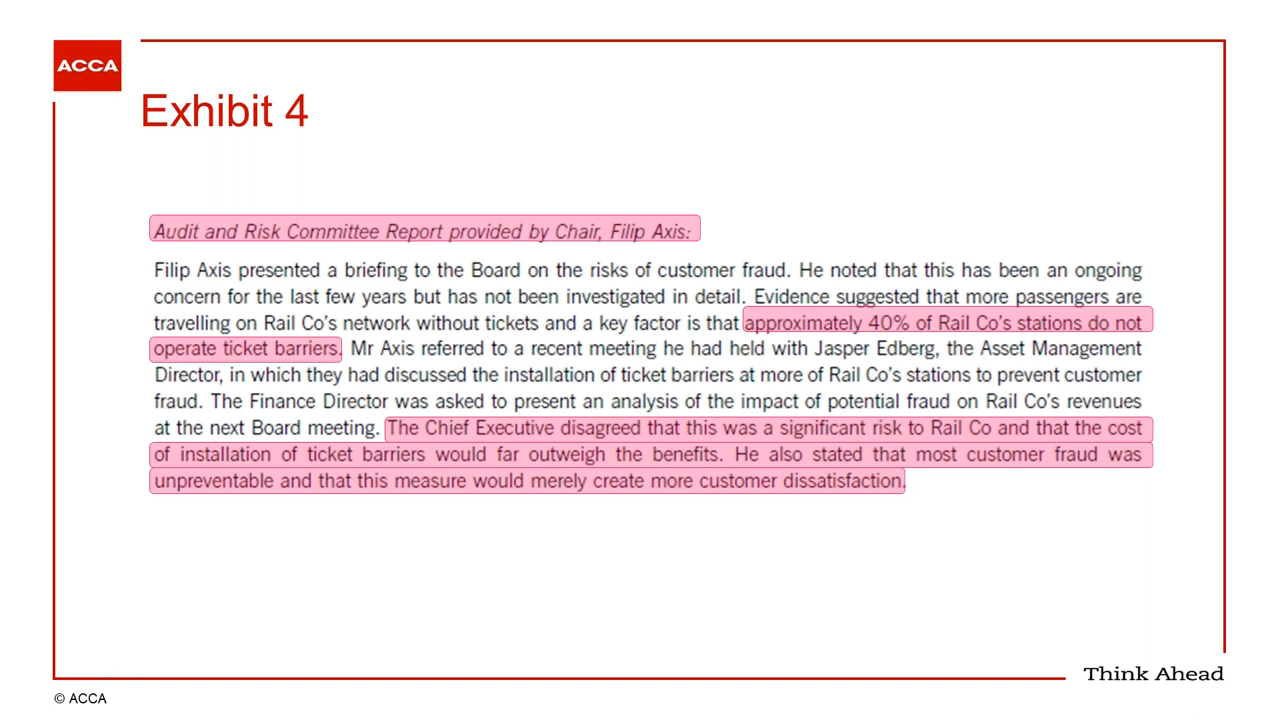 ACCA
Exhibit 4
Audit and Risk Committee Report provided by Chair, Filip Axis:
Filip Axis presented a briefing to the Board on the risks of customer fraud. He noted that this has been an ongoing
concern for the last few years but has not been investigated in detail. Evidence suggested that more passengers are
travelling on Rail Co's network without tickets and a key factor is that approximately 40% of Rail Co's stations do not
operate ticket barriers. Mr Axis referred to a recent meeting he had held with Jasper Edberg, the Asset Management
Director, in which they had discussed the installation of ticket barriers at more of Rail Co's stations to prevent customer
fraud. The Finance Director was asked to present an analysis of the impact of potential fraud on Rail Co's revenues
at the next Board meeting. The Chief Executive disagreed that this was a significant risk to Rail Co and that the cost
of installation of ticket barriers would far outweigh the benefits. He also stated that most customer fraud was
unpreventable and that this measure would merely create more customer dissatisfaction.
Think Ahead
© ACCA